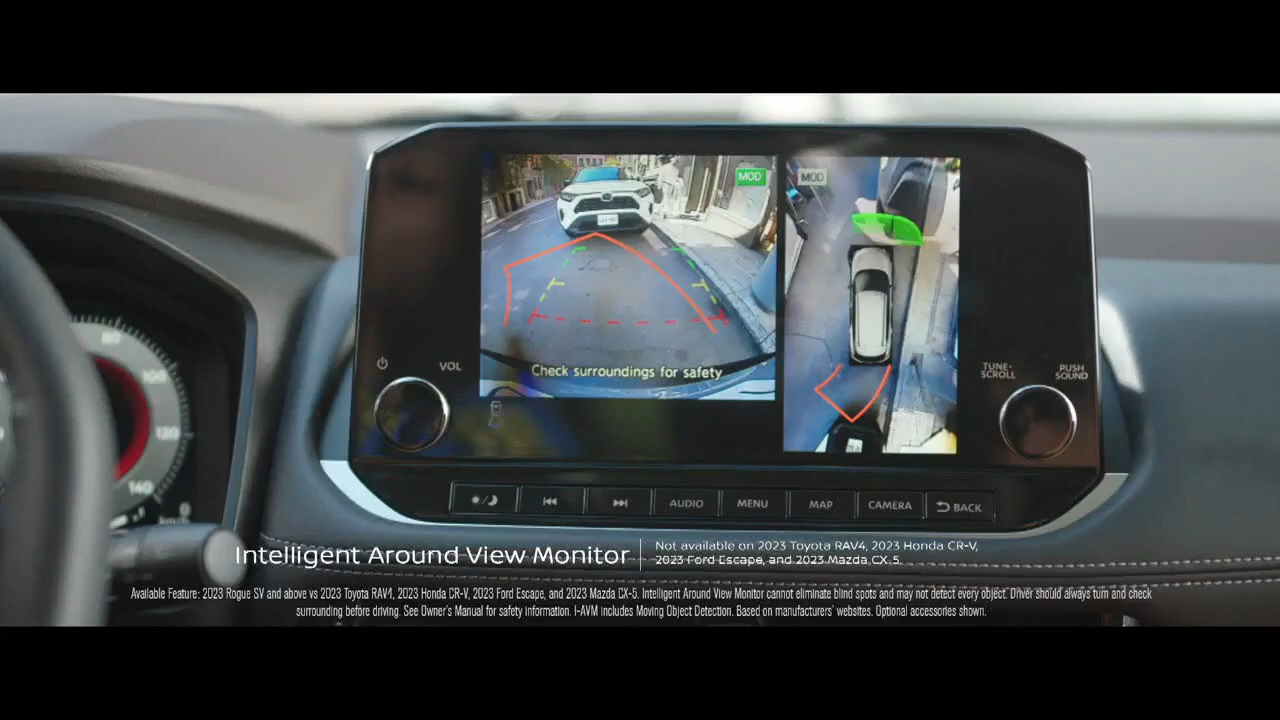 MOD
MOD
Check surroundings for safety
VOL
TUNE•
SCROLL
PUSH
SOUND
80
100
120
140
AUDIO
MENU
MAP
CAMERA
BACK
Intelligent Around View Monitor
Not available on 2023 Toyota RAV4, 2023 Honda CR-V,
2023 Ford Escape, and 2023 Mazda CX-5.
Available Feature: 2023 Rogue SV and above vs 2023 Toyota RAV4, 2023 Honda CR-V, 2023 Ford Escape, and 2023 Mazda CX-5. Intelligent Around View Monitor cannot eliminate blind spots and may not detect every object. Driver should always turn and check
surrounding before driving. See Owner's Manual for safety information. I-AVM includes Moving Object Detection. Based on manufacturers' websites. Optional accessories shown.